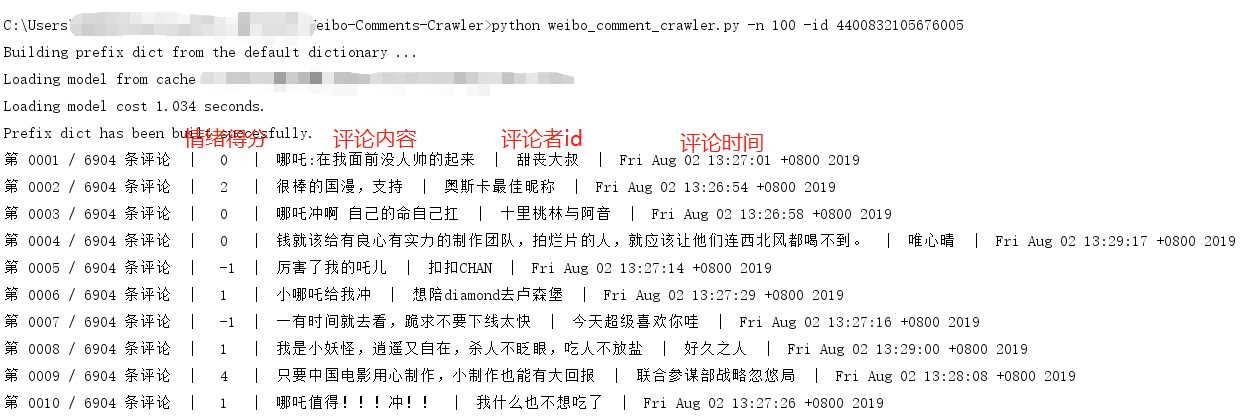 C:\Users\ eibo-Comments-Crawler>python weibo_comment_crawler.py -n 100 -id 4400832105676005
Building prefix dict from the default dictionary ...
Loading model from cache
Loading model cost 1.034 seconds.
Prefix dict has been built succesfully.
情绪得分 评论内容 评论者id 评论时间
第 0001 / 6904 条评论 | 0 | 哪吒:在我面前没人帅的起来 | 甜丧大叔 | Fri Aug 02 13:27:01 +0800 2019
第 0002 / 6904 条评论 | 2 | 很棒的国漫，支持 | 奥斯卡最佳昵称 | Fri Aug 02 13:26:54 +0800 2019
第 0003 / 6904 条评论 | 0 | 哪吒冲啊 自己的命自己扛 | 十里桃林与阿音 | Fri Aug 02 13:26:58 +0800 2019
第 0004 / 6904 条评论 | 0 | 钱就该给有良心有实力的制作团队，拍烂片的人，就应该让他们连西北风都喝不到。 | 唯心晴 | Fri Aug 02 13:29:17 +0800 2019
第 0005 / 6904 条评论 | -1 | 厉害了我的吒儿 | 扣扣CHAN | Fri Aug 02 13:27:14 +0800 2019
第 0006 / 6904 条评论 | 1 | 小哪吒给我冲 | 想陪diamond去卢森堡 | Fri Aug 02 13:27:29 +0800 2019
第 0007 / 6904 条评论 | -1 | 一有时间就去看，跪求不要下线太快 | 今天超级喜欢你哇 | Fri Aug 02 13:27:16 +0800 2019
第 0008 / 6904 条评论 | 1 | 我是小妖怪，逍遥又自在，杀人不眨眼，吃人不放盐 | 好久之人 | Fri Aug 02 13:29:00 +0800 2019
第 0009 / 6904 条评论 | 4 | 只要中国电影用心制作，小制作也能有大回报 | 联合参谋部战略忽悠局 | Fri Aug 02 13:28:08 +0800 2019
第 0010 / 6904 条评论 | 1 | 哪吒值得！！！冲！！ | 我什么也不想吃了 | Fri Aug 02 13:27:26 +0800 2019